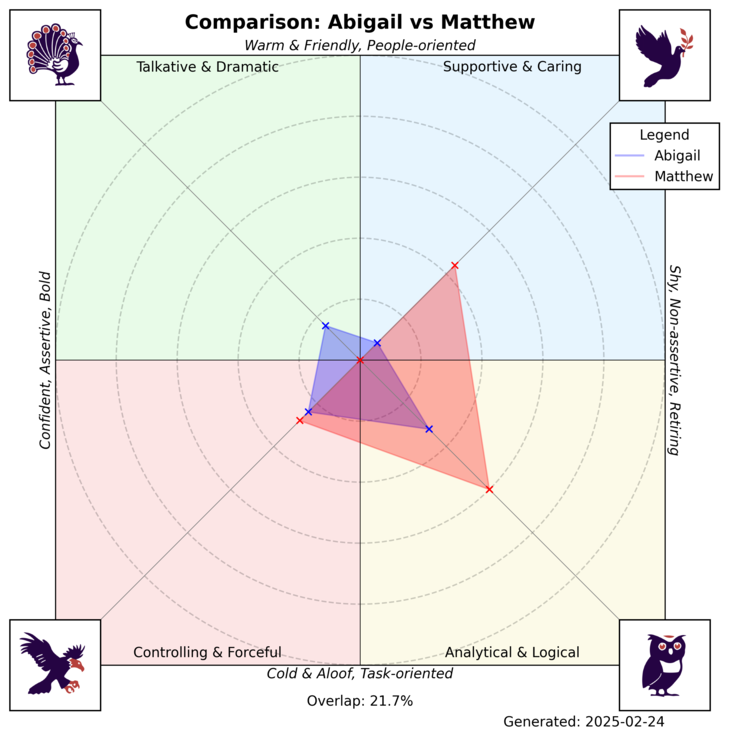 Comparison: Abigail vs Matthew
Warm & Friendly, People-oriented
Talkative & Dramatic
Supportive & Caring
Legend
Abigail
Matthew
Confident, Assertive, Bold
Shy, Non-assertive, Retiring
Controlling & Forceful
Analytical & Logical
Cold & Aloof, Task-oriented
Overlap: 21.7%
Generated: 2025-02-24